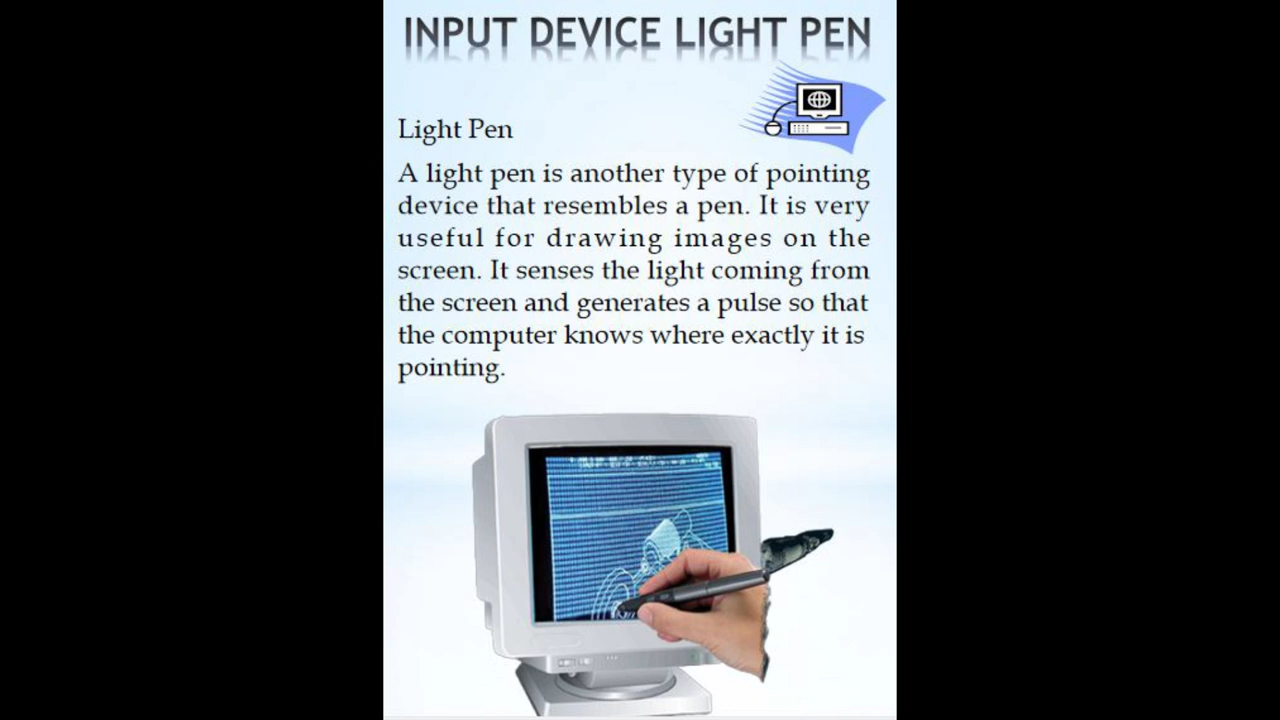 INPUT DEVICE LIGHT PEN
Light Pen
A light pen is another type of pointing
device that resembles a pen. It is very
useful for drawing images on the
screen. It senses the light coming from
the screen and generates a pulse so that
the computer knows where exactly it is
pointing.